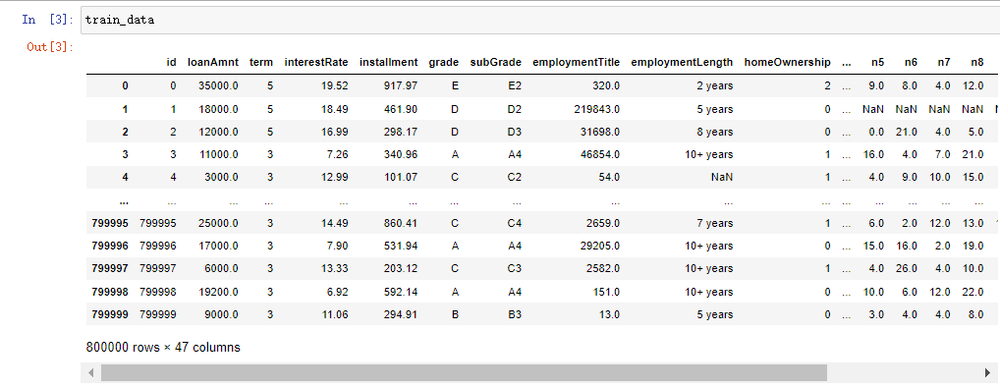 In [3]: train_data
Out[3]:
id loanAmnt term interestRate installment grade subGrade employmentTitle employmentLength homeOwnership ... n5 n6 n7 n8
0 0 35000.0 5 19.52 917.97 E E2 320.0 2 years 2 ... 9.0 8.0 4.0 12.0
1 1 18000.0 5 18.49 461.90 D D2 219843.0 5 years 0 ... NaN NaN NaN NaN
2 2 12000.0 5 16.99 298.17 D D3 31698.0 8 years 0 ... 0.0 21.0 4.0 5.0
3 3 11000.0 3 7.26 340.96 A A4 46854.0 10+ years 1 ... 16.0 4.0 7.0 21.0
4 4 3000.0 3 12.99 101.07 C C2 54.0 NaN 1 ... 4.0 9.0 10.0 15.0
... ... ... ... ... ... ... ... ... ... ... ... ... ... ... ...
799995 799995 25000.0 3 14.49 860.41 C C4 2659.0 7 years 1 ... 6.0 2.0 12.0 13.0
799996 799996 17000.0 3 7.90 531.94 A A4 29205.0 10+ years 0 ... 15.0 16.0 2.0 19.0
799997 799997 6000.0 3 13.33 203.12 C C3 2582.0 10+ years 1 ... 4.0 26.0 4.0 10.0
799998 799998 19200.0 3 6.92 592.14 A A4 151.0 10+ years 0 ... 10.0 6.0 12.0 22.0
799999 799999 9000.0 3 11.06 294.91 B B3 13.0 5 years 0 ... 3.0 4.0 4.0 8.0
800000 rows × 47 columns